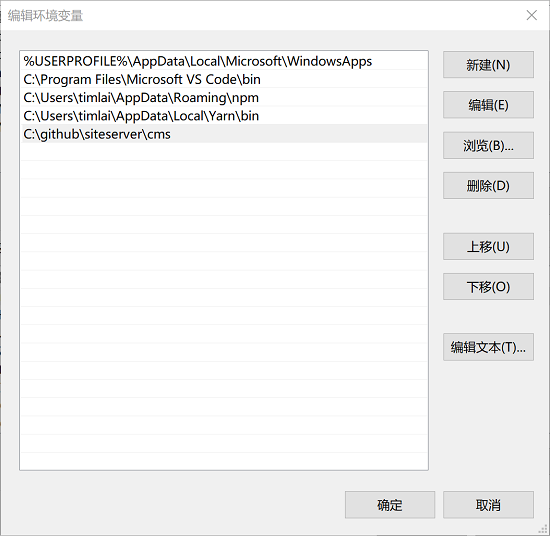 编辑环境变量
%USERPROFILE%\AppData\Local\Microsoft\WindowsApps
C:\Program Files\Microsoft VS Code\bin
C:\Users\timlai\AppData\Roaming\npm
C:\Users\timlai\AppData\Local\Yarn\bin
C:\github\siteserver\cms
新建(N)
编辑(E)
浏览(B)...
删除(D)
上移(U)
下移(O)
编辑文本(T)...
确定
取消